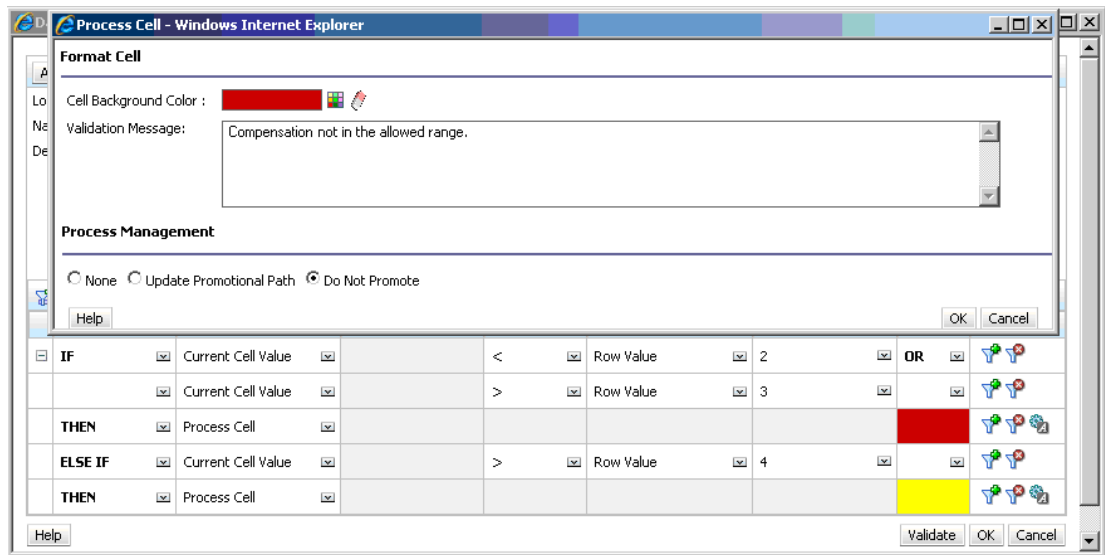 D
Process Cell - Windows Internet Explorer
Format Cell
A
Lo
Cell Background Color :
Na
Validation Message:
Compensation not in the allowed range.
De
Process Management
None Update Promotional Path Do Not Promote
Help OK Cancel
IF Current Cell Value < Row Value 2 OR
Current Cell Value > Row Value 3
THEN Process Cell
ELSE IF Current Cell Value > Row Value 4
THEN Process Cell
Help Validate OK Cancel